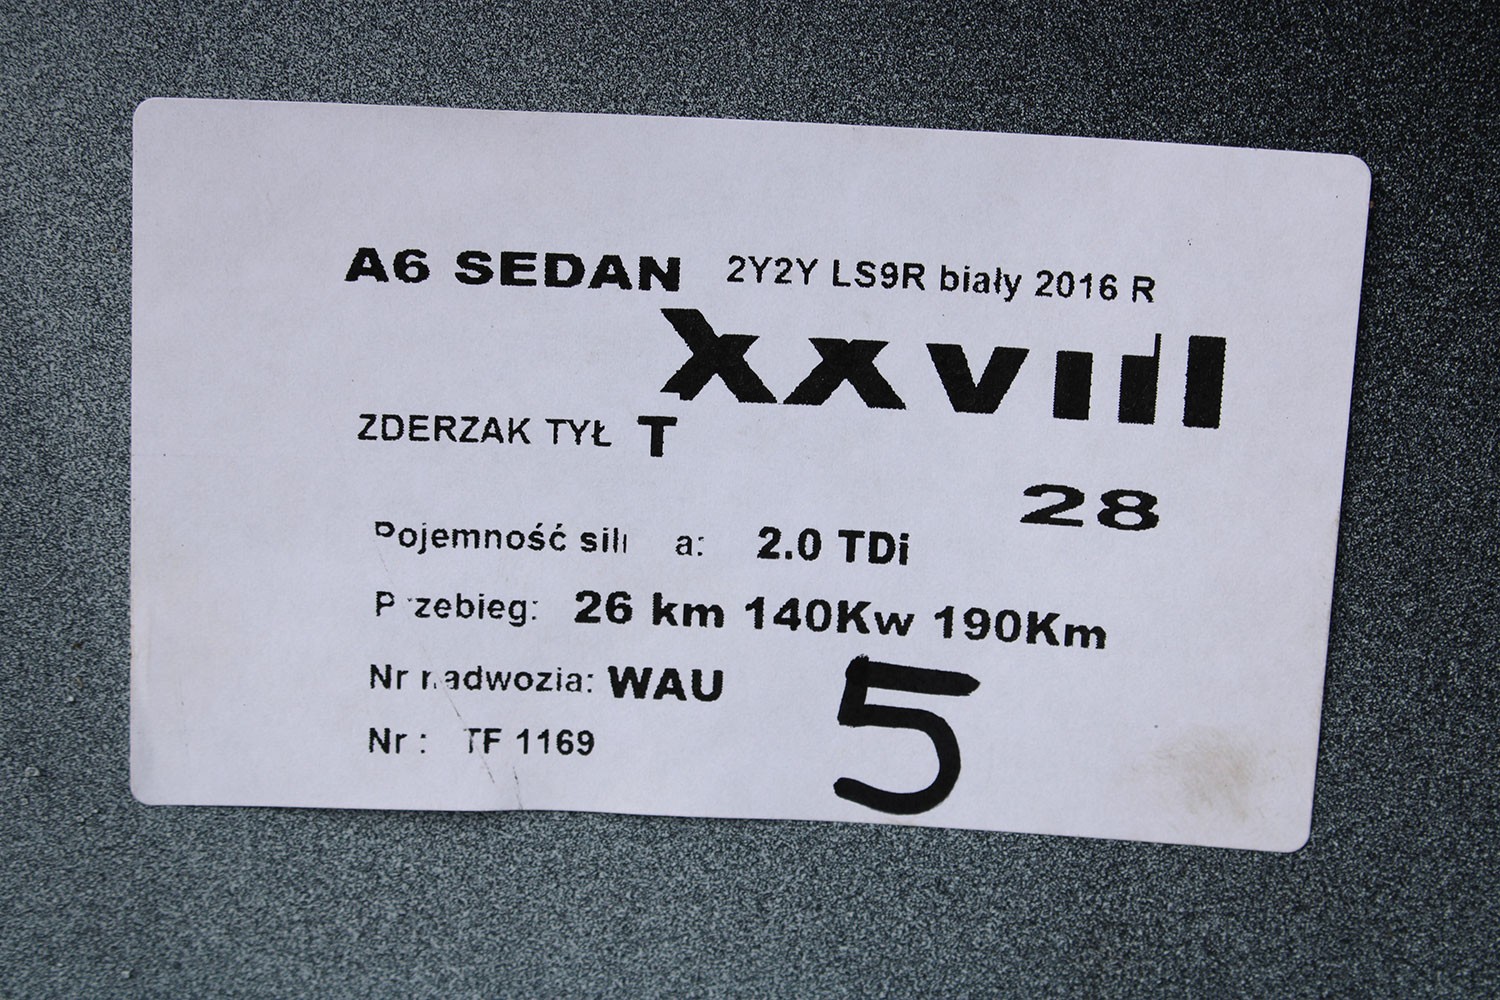 A6 SEDAN 2Y2Y LS9R biały 2016 R
XXVIII
ZDERZAK TYŁ T
28
Pojemność silnika: 2.0 TDi
Przebieg: 26 km 140Kw 190Km
Nr nadwozia: WAU
Nr : TF 1169
5